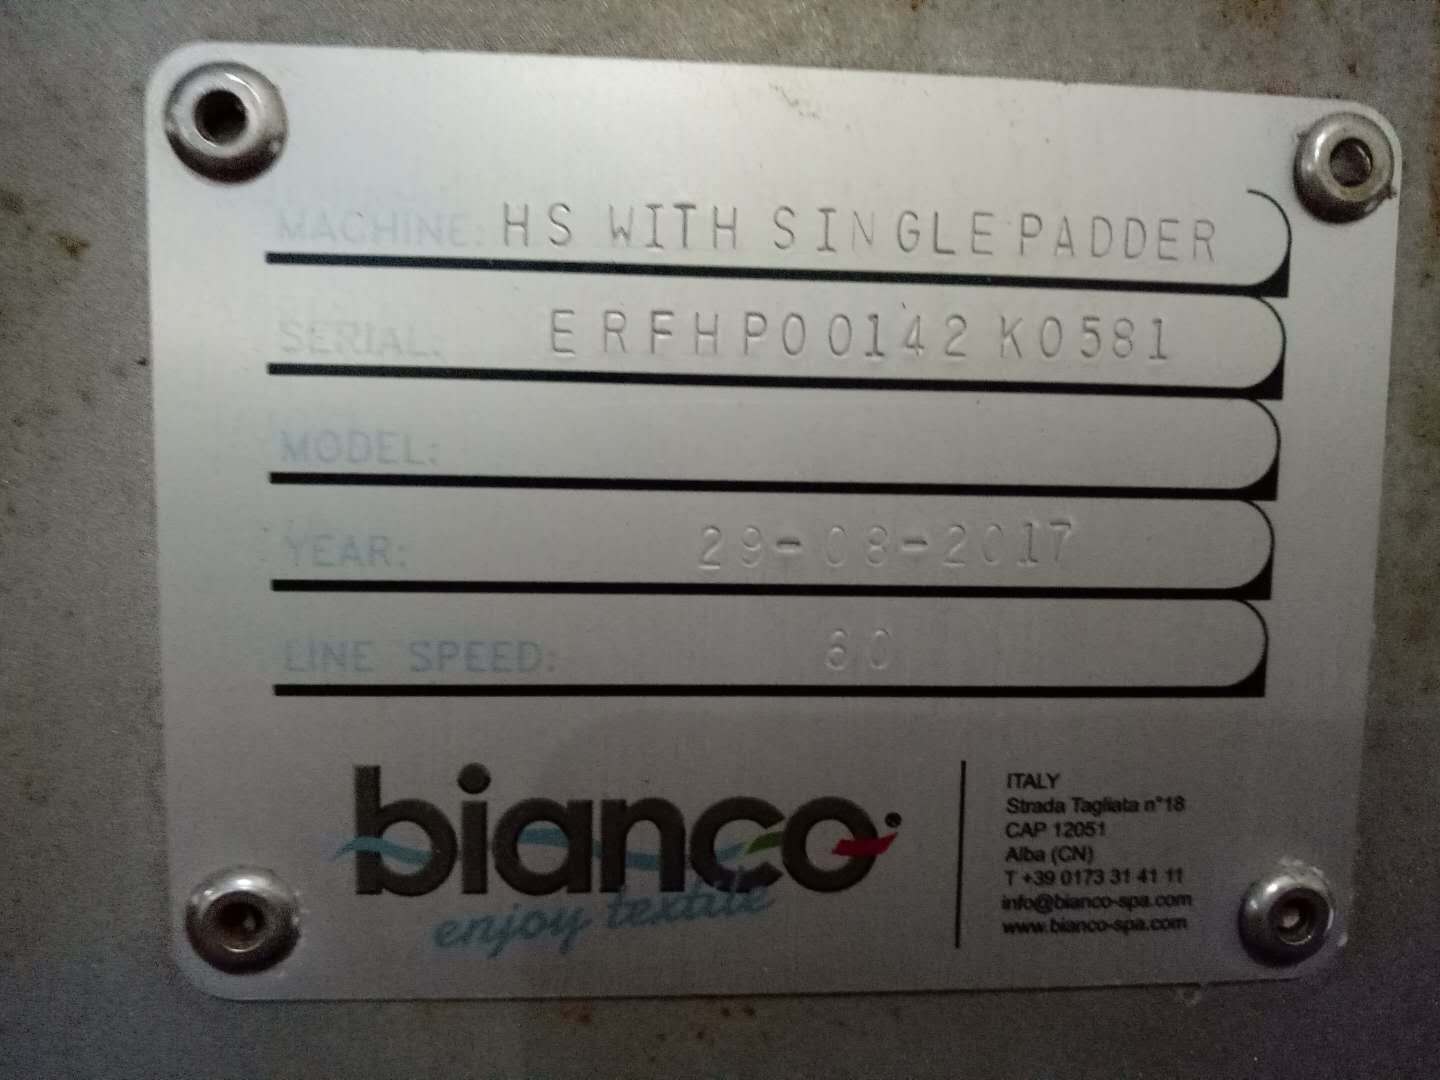 MACHINE: HS WITH SINGLE PADDER
SERIAL: ERFHP00142 K0581
MODEL:
YEAR: 29-08-2017
LINE SPEED: 60
bianco®
enjoy textile
ITALY
Strada Tagliata n°18
CAP 12051
Alba (CN)
T +39 0173 31 41 11
info@bianco-spa.com
www.bianco-spa.com